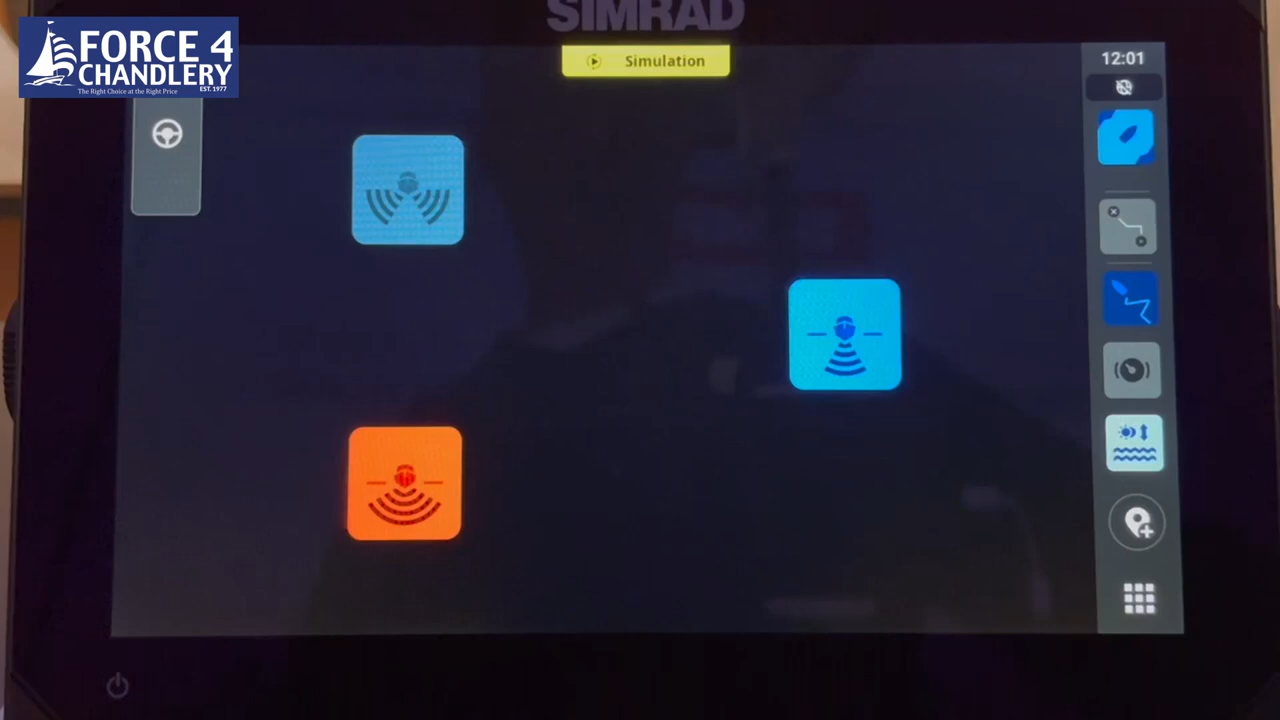 SIMRAD
FORCE 4
CHANDLERY
The Right Choice at the Right Price
EST. 1977
Simulation
12:01